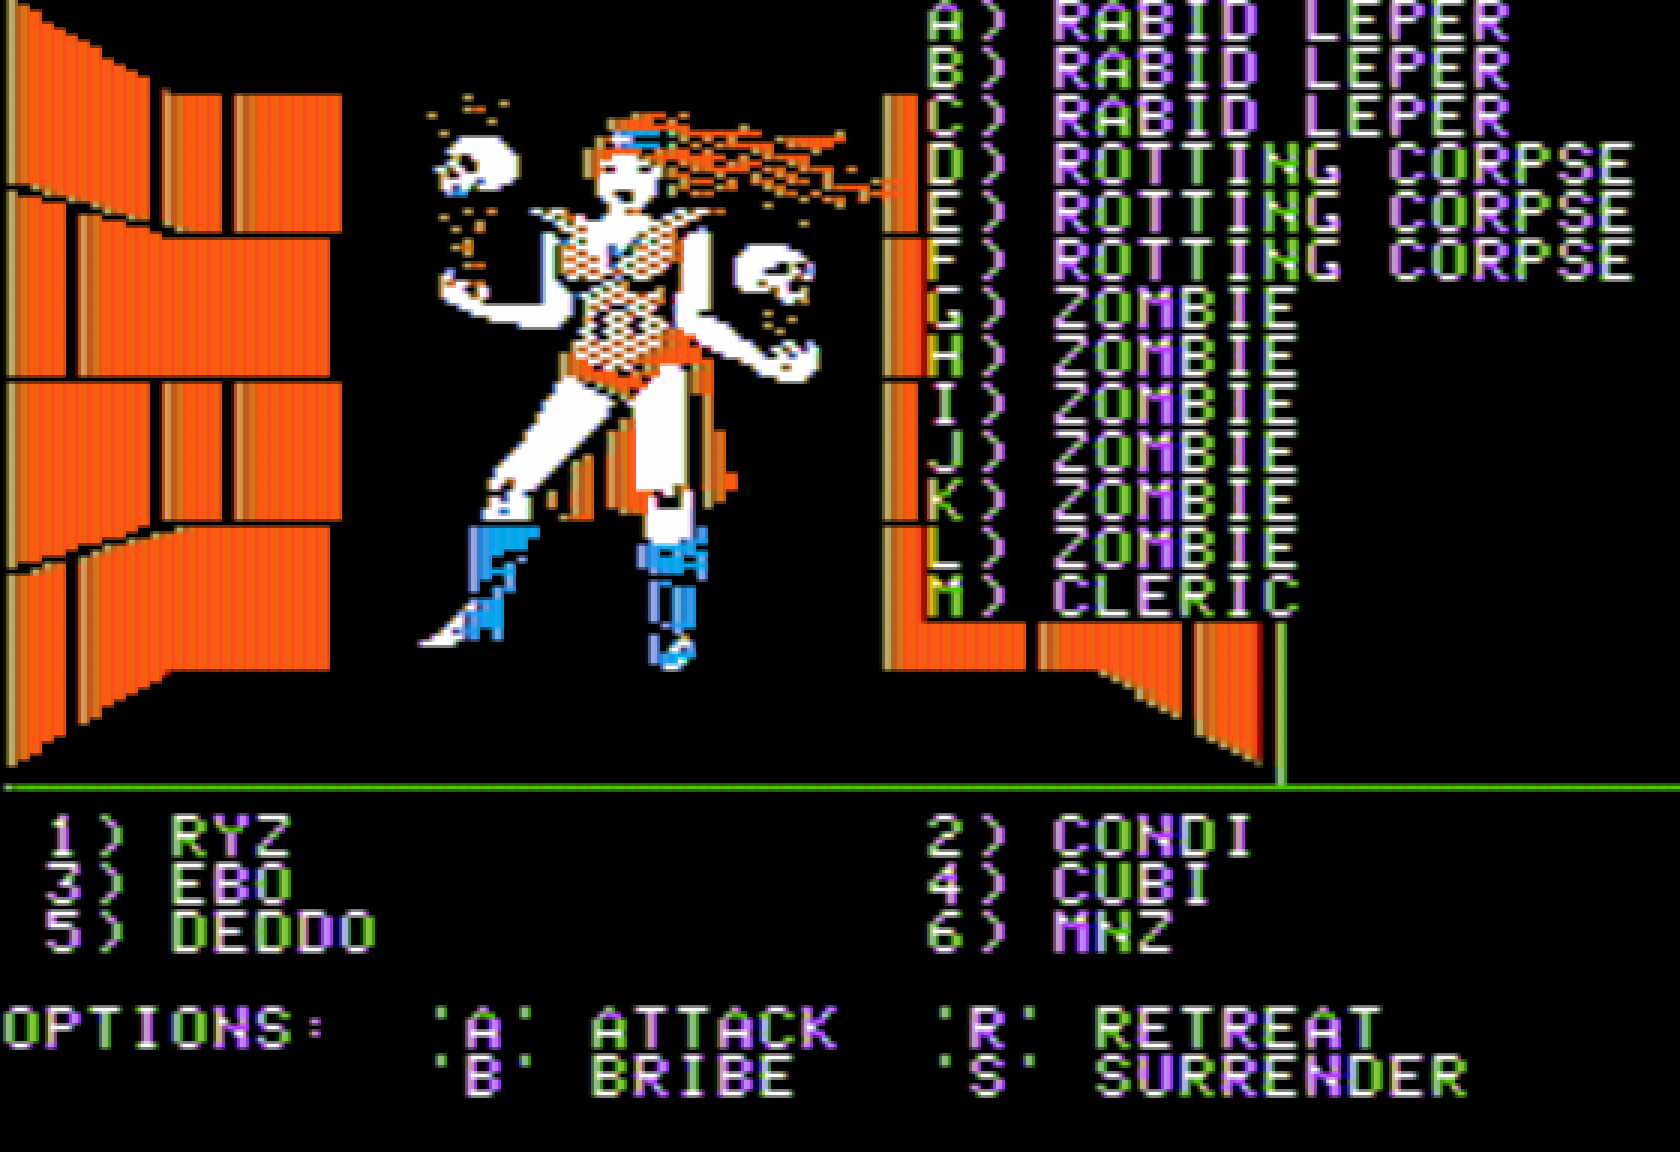 A) RABID LEPER
B) RABID LEPER
C) RABID LEPER
D) ROTTING CORPSE
E) ROTTING CORPSE
F) ROTTING CORPSE
G) ZOMBIE
H) ZOMBIE
I) ZOMBIE
J) ZOMBIE
K) ZOMBIE
L) ZOMBIE
M) CLERIC
1) RYZ 2) CONDI
3) EBO 4) CUBI
5) DEDDO 6) MNZ
OPTIONS: 'A' ATTACK 'R' RETREAT
'B' BRIBE 'S' SURRENDER